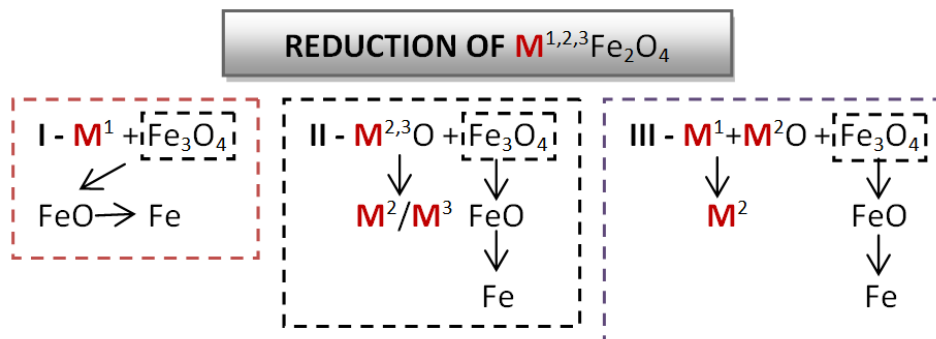 REDUCTION OF M¹,²,³Fe₂O₄
I - M¹ + Fe₃O₄
FeO → Fe
II - M²,³O + Fe₃O₄
M²/M³ FeO
Fe
III - M¹+M²O + Fe₃O₄
M² FeO
Fe